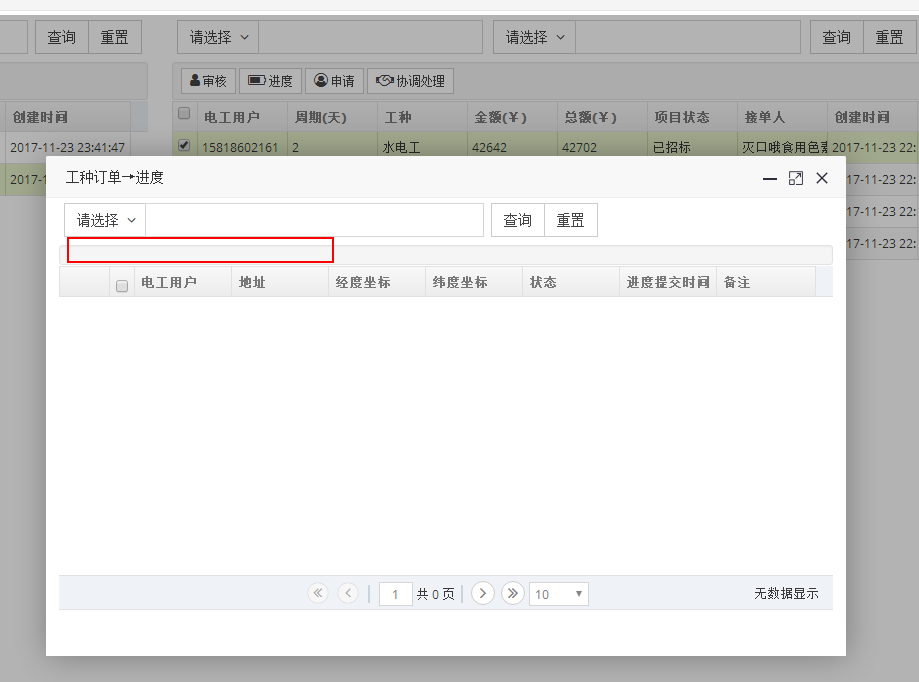 查询 重置 请选择 请选择 查询 重置
审核 进度 申请 协调处理
创建时间 电工用户 周期(天) 工种 金额(¥) 总额(¥) 项目状态 接单人 创建时间
2017-11-23 23:41:47 15818602161 2 水电工 42642 42702 已招标 灭口哦食用色素 2017-11-23 22:
2017-1 17-11-23 22:
17-11-23 22:
17-11-23 22:
工种订单→进度
请选择 查询 重置
电工用户 地址 经度坐标 纬度坐标 状态 进度提交时间 备注
1 共 0 页 10 无数据显示